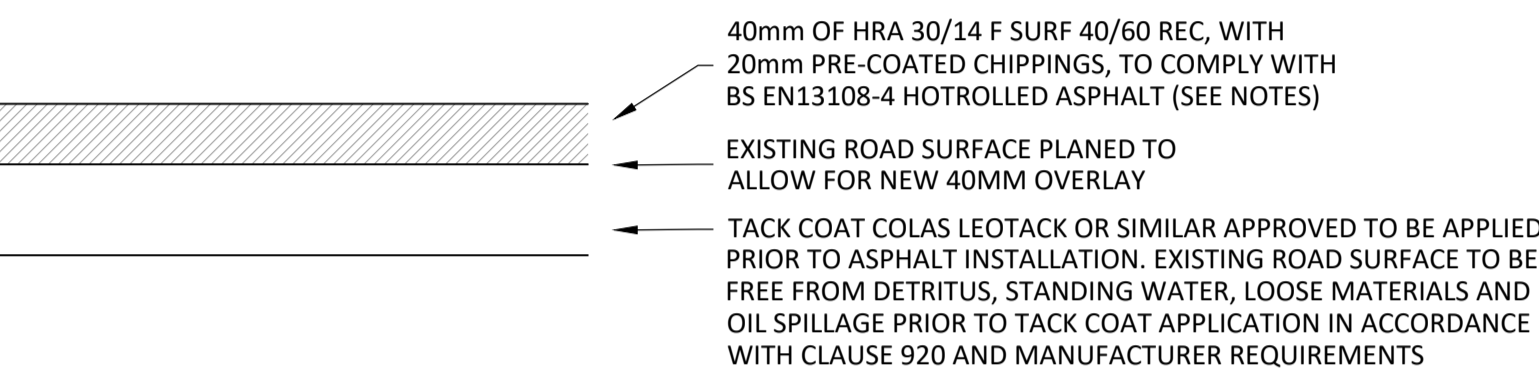 40mm OF HRA 30/14 F SURF 40/60 REC, WITH
20mm PRE-COATED CHIPPINGS, TO COMPLY WITH
BS EN13108-4 HOTROLLED ASPHALT (SEE NOTES)
EXISTING ROAD SURFACE PLANED TO
ALLOW FOR NEW 40MM OVERLAY
TACK COAT COLAS LEOTACK OR SIMILAR APPROVED TO BE APPLIED
PRIOR TO ASPHALT INSTALLATION. EXISTING ROAD SURFACE TO BE
FREE FROM DETRITUS, STANDING WATER, LOOSE MATERIALS AND
OIL SPILLAGE PRIOR TO TACK COAT APPLICATION IN ACCORDANCE
WITH CLAUSE 920 AND MANUFACTURER REQUIREMENTS